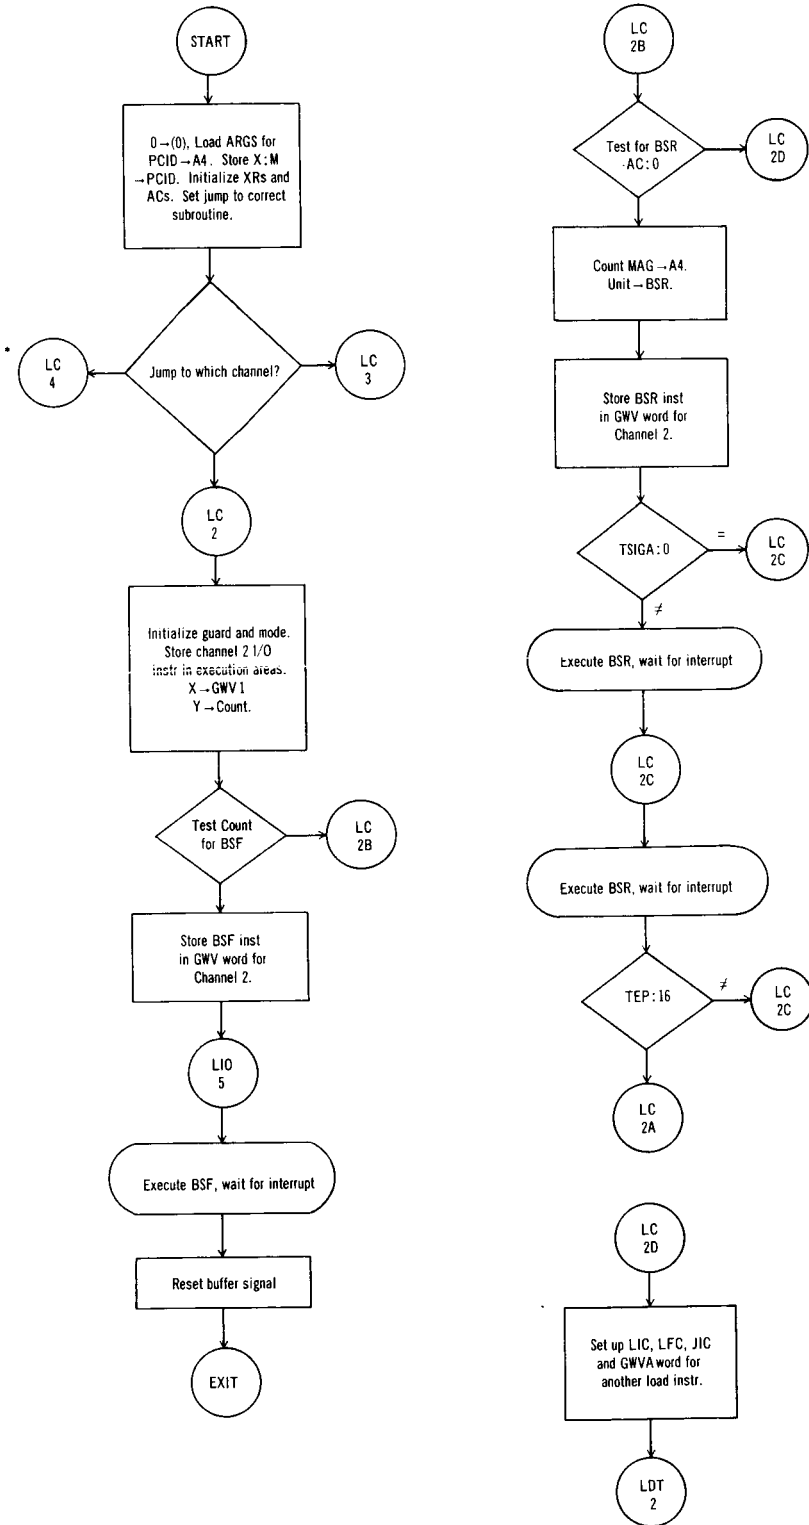 START
0→(0), Load ARGS for
PCID→A4. Store X:M
→PCID. Initialize XRs and
ACs. Set jump to correct
subroutine.
Jump to which channel?
*
LC
4
LC
3
LC
2
Initialize guard and mode.
Store channel 2 I/O
instr in execution areas.
X→GWV 1
Y→Count.
Test Count
for BSF
LC
2B
Store BSF inst
in GWV word for
Channel 2.
LIO
5
Execute BSF, wait for interrupt
Reset buffer signal
EXIT
LC
2B
Test for BSR
-AC:0
LC
2D
Count MAG→A4.
Unit→BSR.
Store BSR inst
in GWV word for
Channel 2.
TSIGA:0
=
LC
2C
≠
Execute BSR, wait for interrupt
LC
2C
Execute BSR, wait for interrupt
TEP:16
≠
LC
2C
LC
2A
LC
2D
Set up LIC, LFC, JIC
and GWVA word for
another load instr.
LDT
2